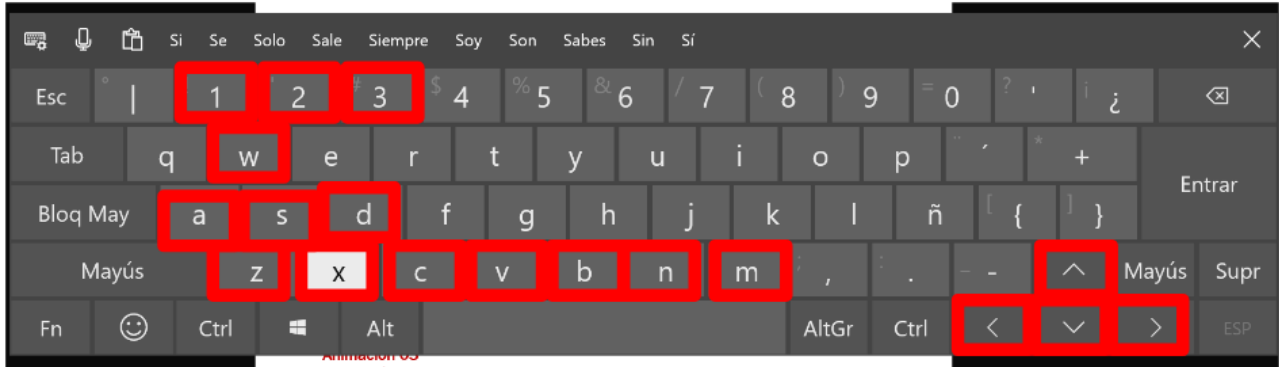 Si Se Solo Sale Siempre Soy Son Sabes Sin Sí
Esc ° | 1 ' 2 # 3 $ 4 % 5 & 6 / 7 ( 8 ) 9 = 0 ? ' ¡ ¿
Tab q w e r t y u i o p ¨ ´ * + Entrar
Bloq May a s d f g h j k l ñ [ { ] }
Mayús z x c v b n m ; , : . _ - Mayús Supr
Fn Ctrl Alt AltGr Ctrl ESP